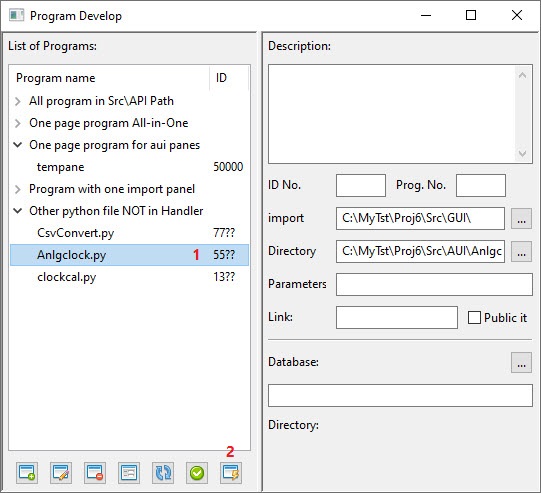 Program Develop
List of Programs:
Program name ID
All program in Src\API Path
One page program All-in-One
One page program for aui panes
tempane 50000
Program with one import panel
Other python file NOT in Handler
CsvConvert.py 77??
Anlgclock.py 1 55??
clockcal.py 13??
2
Description:
ID No. Prog. No.
import C:\MyTst\Proj6\Src\GUI\ ...
Directory C:\MyTst\Proj6\Src\AUI\Anlgc ...
Parameters
Link: Public it
Database: ...
Directory: